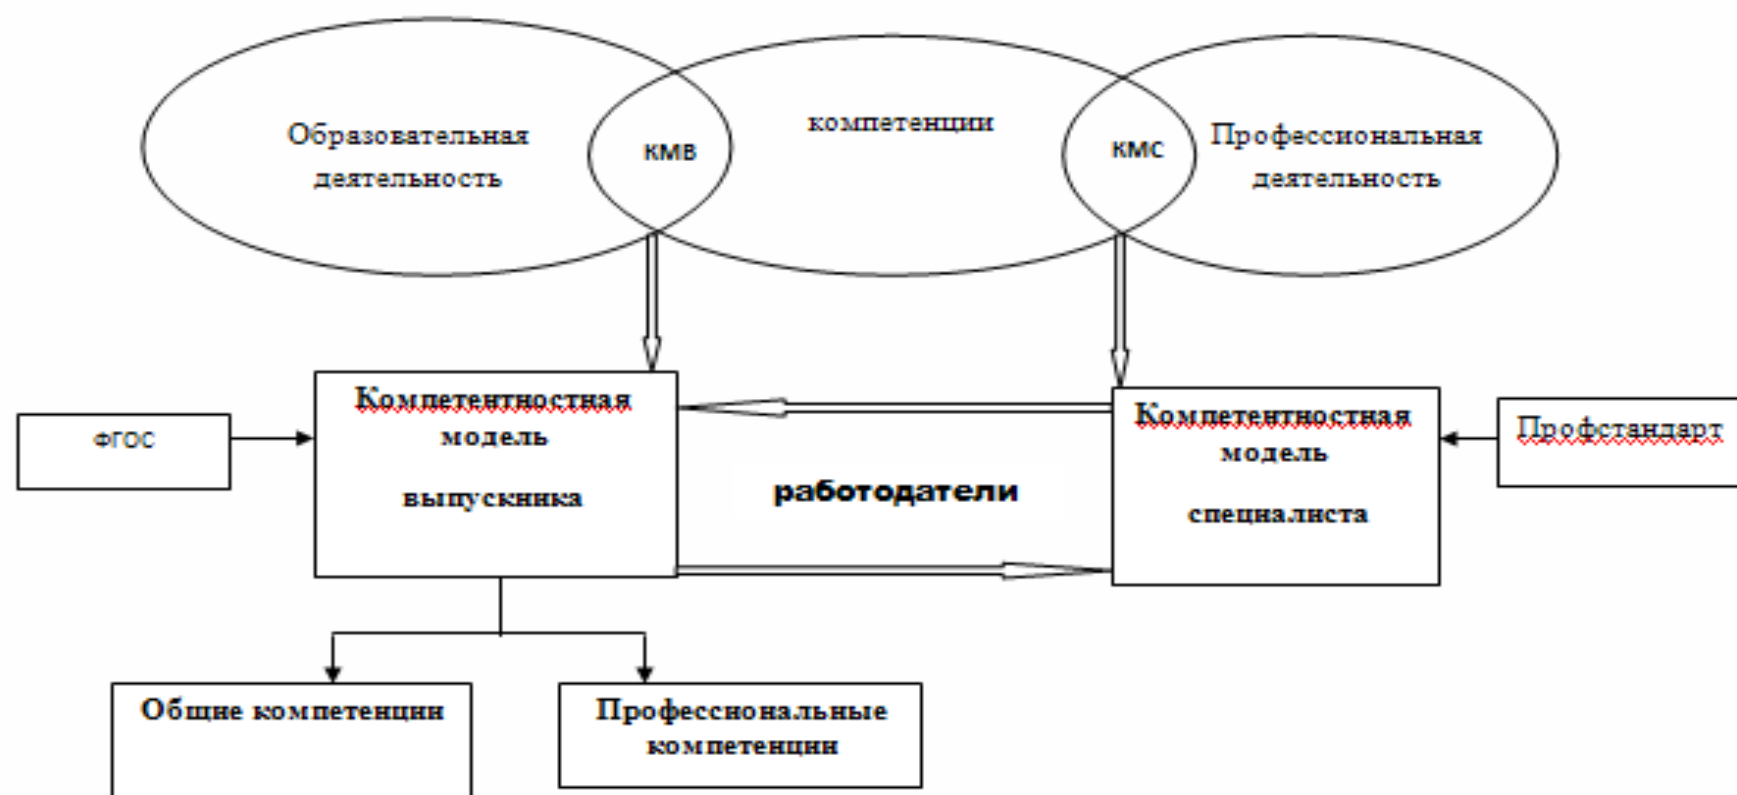 Образовательная
деятельность
КМВ
компетенции
КМС
Профессиональная
деятельность
ФГОС
Компетентностная
модель
выпускника
работодатели
Компетентностная
модель
специалиста
Профстандарт
Общие компетенции
Профессиональные
компетенции